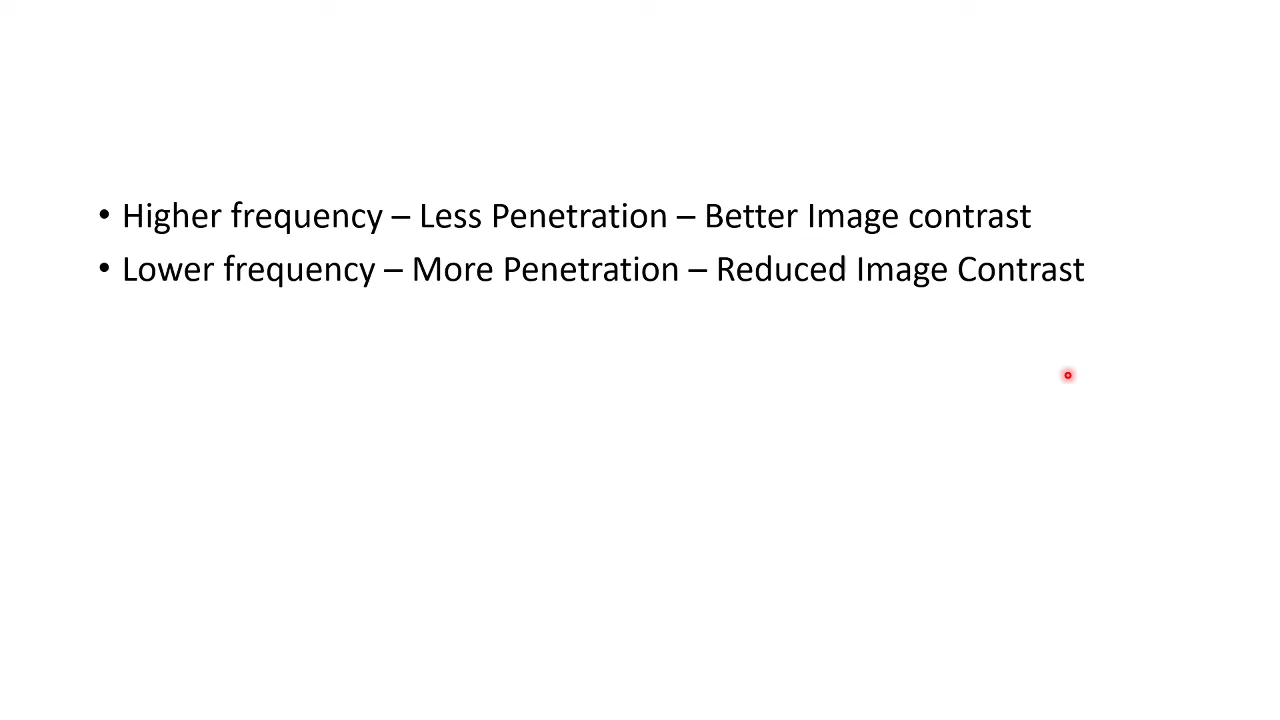 • Higher frequency – Less Penetration – Better Image contrast
• Lower frequency – More Penetration – Reduced Image Contrast